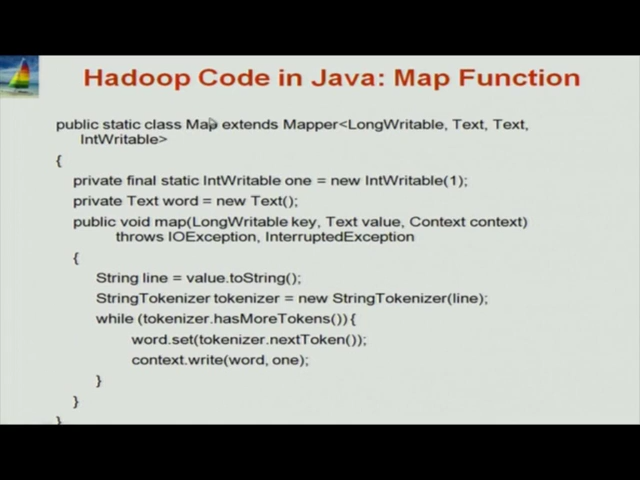 Hadoop Code in Java: Map Function
public static class Map extends Mapper<LongWritable, Text, Text,
IntWritable>
{
private final static IntWritable one = new IntWritable(1);
private Text word = new Text();
public void map(LongWritable key, Text value, Context context)
throws IOException, InterruptedException
{
String line = value.toString();
StringTokenizer tokenizer = new StringTokenizer(line);
while (tokenizer.hasMoreTokens()){
word.set(tokenizer.nextToken());
context.write(word, one);
}
}
}